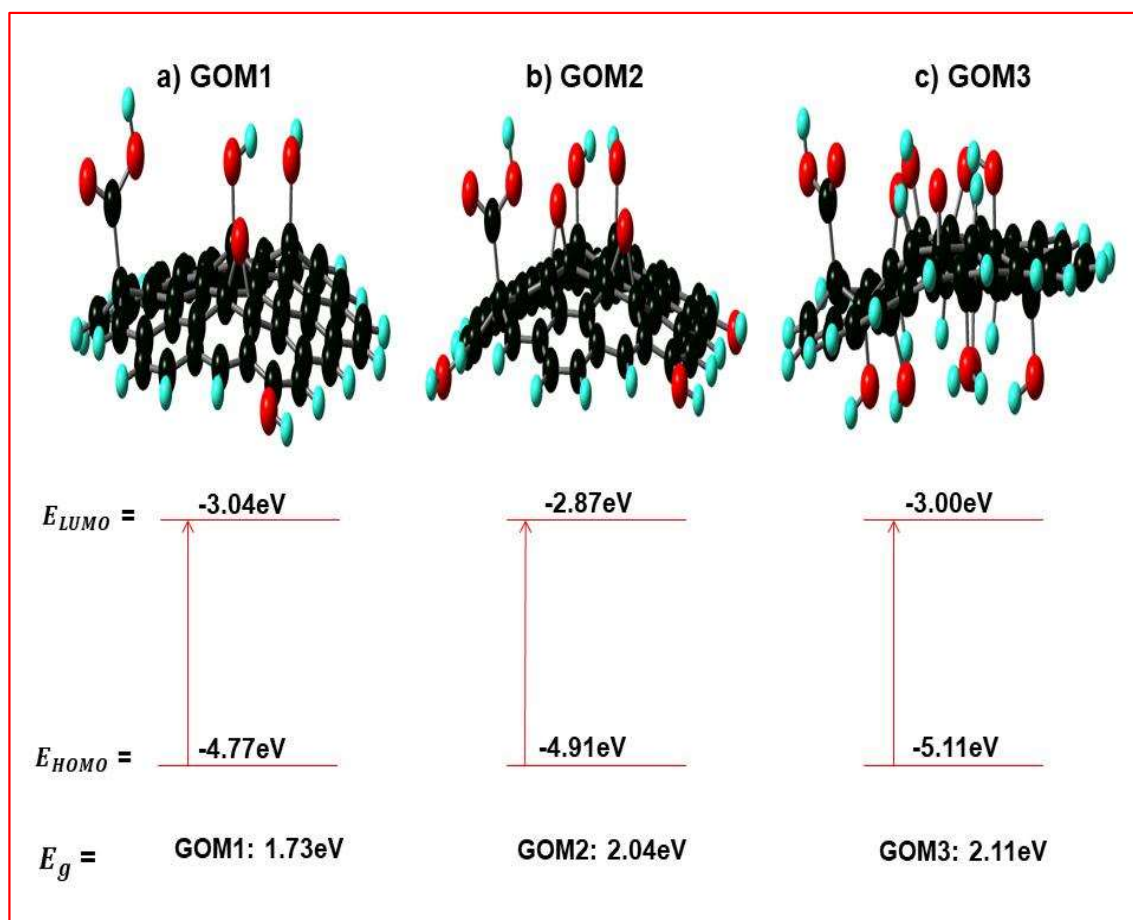 a) GOM1 b) GOM2 c) GOM3
E_LUMO = -3.04eV -2.87eV -3.00eV
E_HOMO = -4.77eV -4.91eV -5.11eV
E_g = GOM1: 1.73eV GOM2: 2.04eV GOM3: 2.11eV